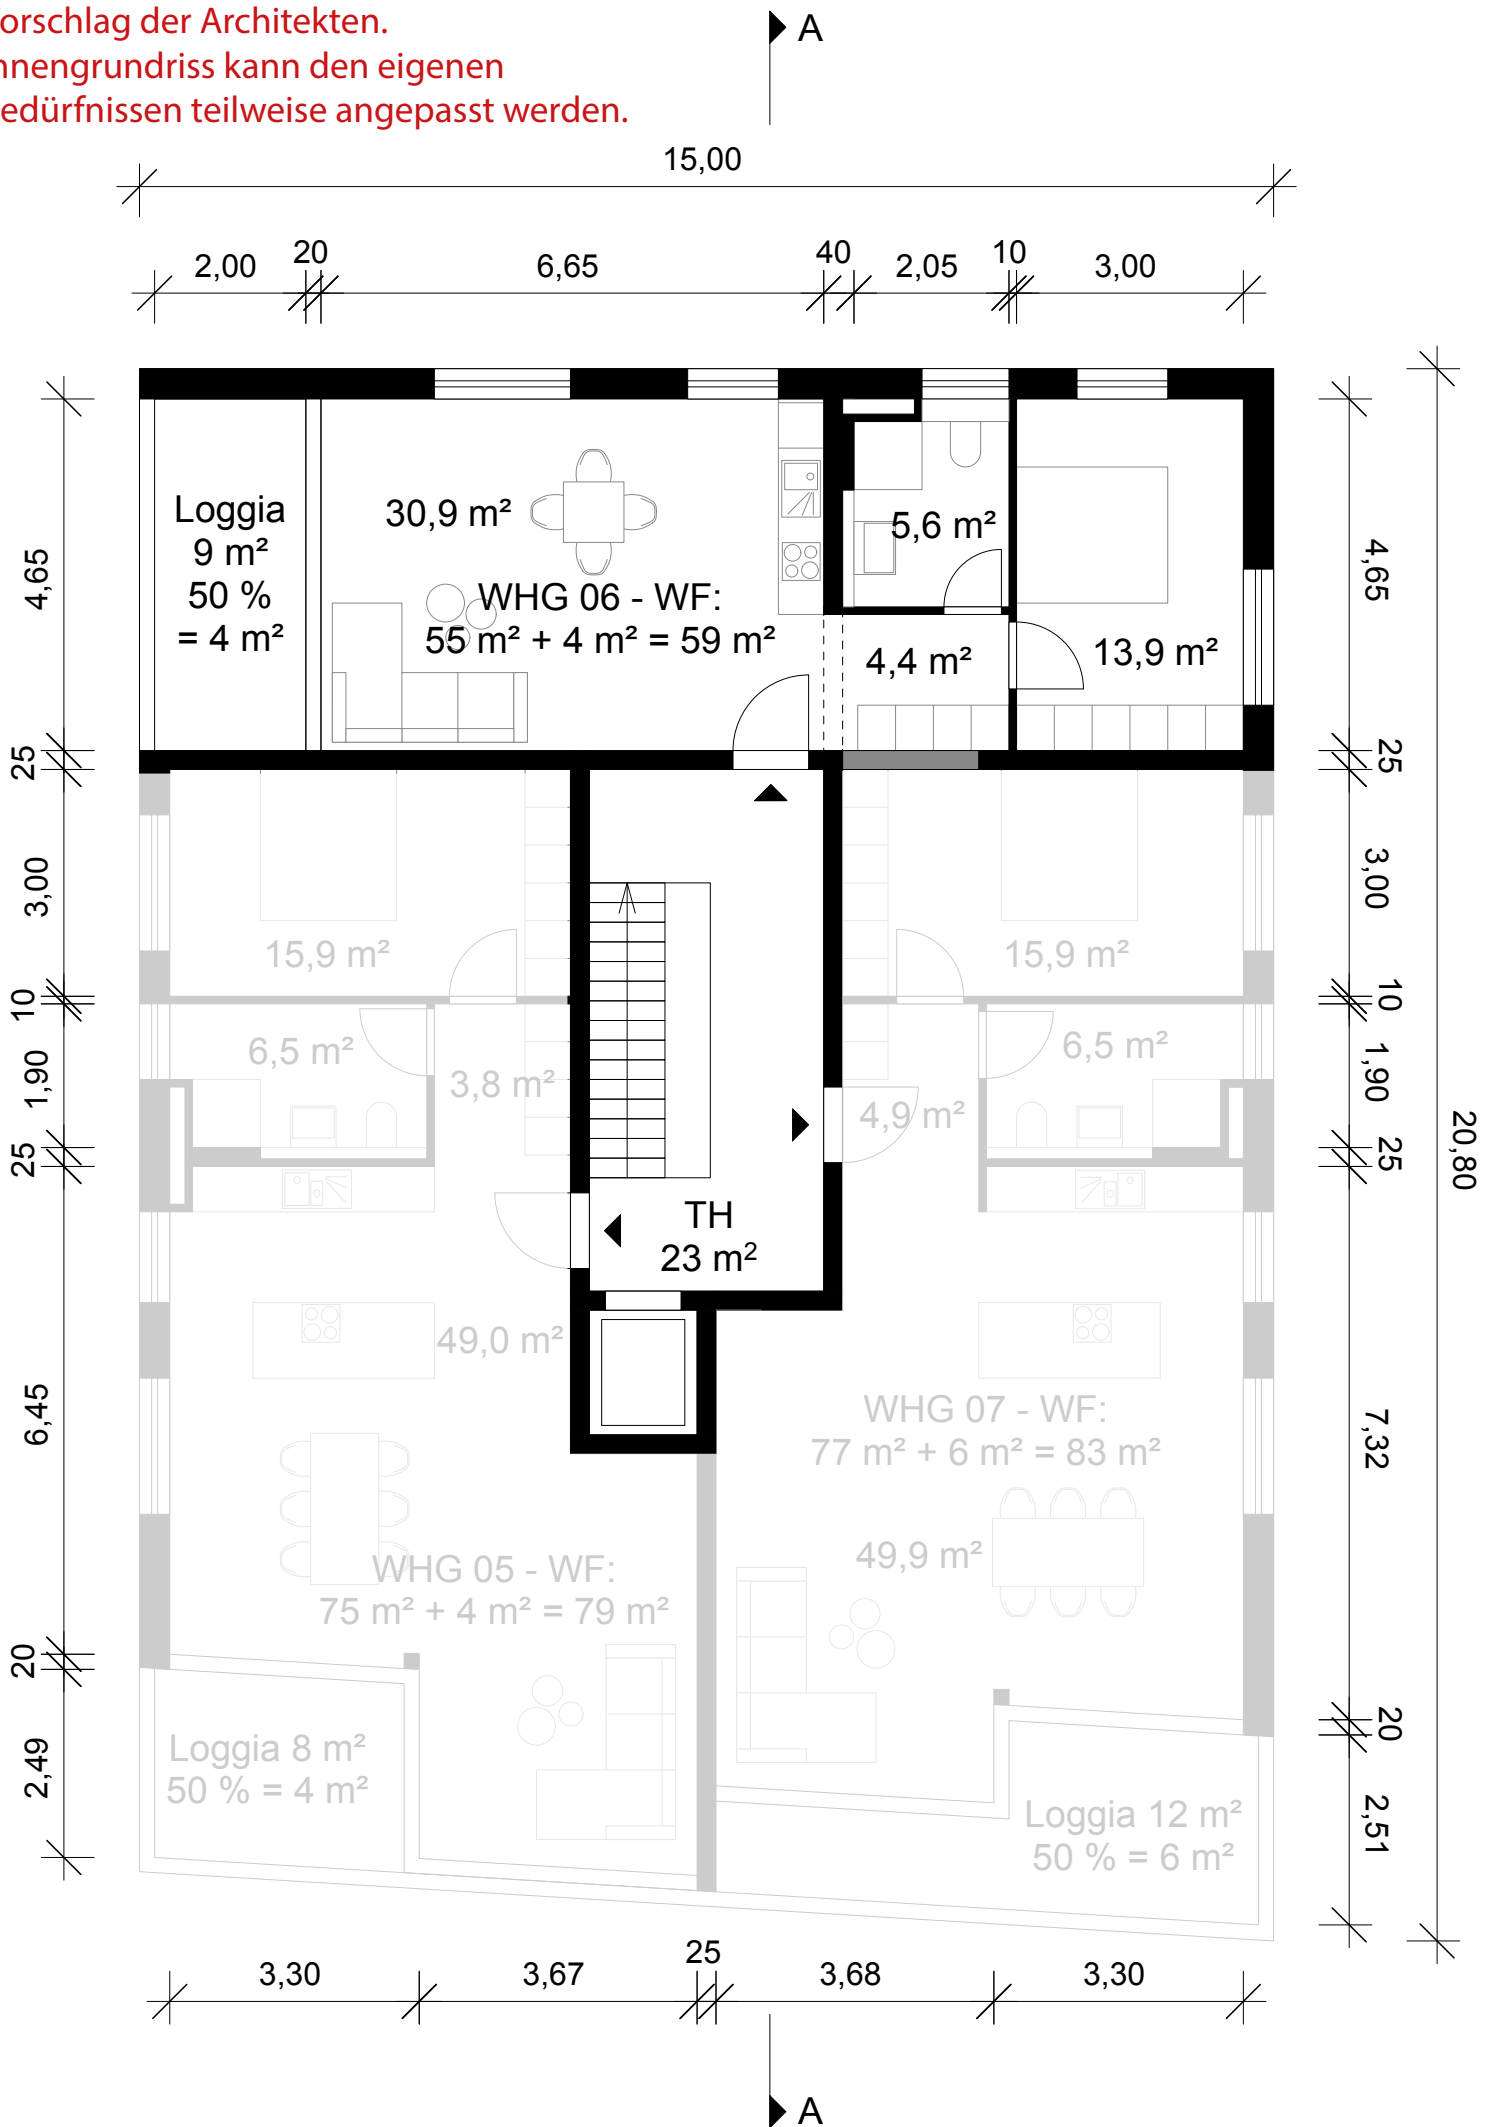 orschlag der Architekten.
nnengrundriss kann den eigenen
edürfnissen teilweise angepasst werden.
A
15,00
2,00
20
6,65
40
2,05
10
3,00
Loggia
9 m²
50 %
= 4 m²
30,9 m²
WHG 06 - WF:
55 m² + 4 m² = 59 m²
5,6 m²
4,4 m²
13,9 m²
4,65
25
3,00
10
1,90
25
6,45
20
2,49
4,65
25
3,00
10
1,90
25
7,32
20
2,51
20,80
15,9 m²
15,9 m²
6,5 m²
3,8 m²
4,9 m²
6,5 m²
TH
23 m²
49,0 m²
WHG 07 - WF:
77 m² + 6 m² = 83 m²
49,9 m²
WHG 05 - WF:
75 m² + 4 m² = 79 m²
Loggia 8 m²
50 % = 4 m²
Loggia 12 m²
50 % = 6 m²
3,30
3,67
25
3,68
3,30
A